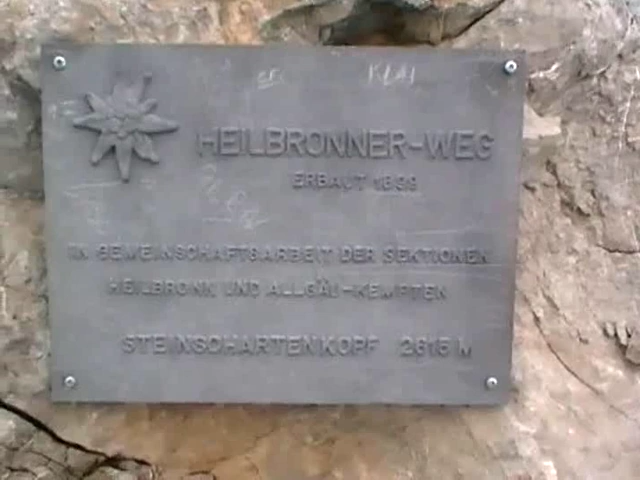 HEILBRONNER-WEG
ERBAUT 1899
IN GEMEINSCHAFTSARBEIT DER SEKTIONEN
HEILBRONN UND ALLGÄU-KEMPTEN
STEINSCHARTENKOPF 2615 M